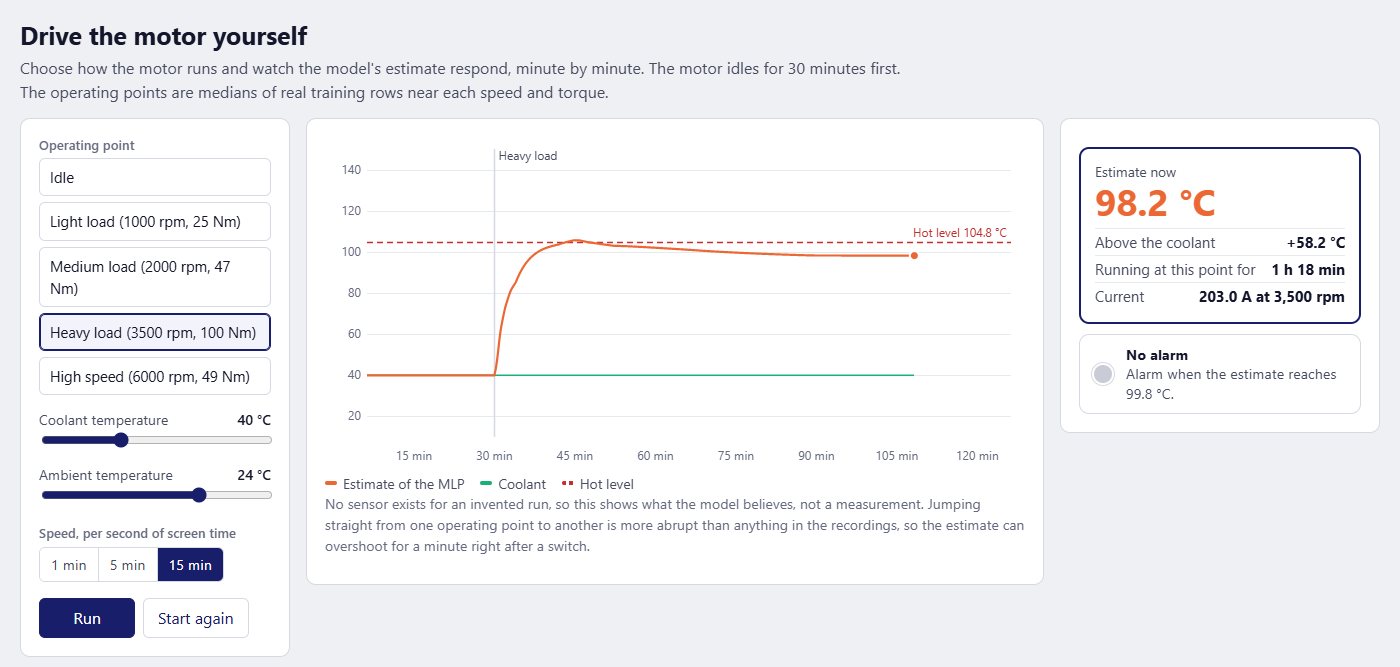 Drive the motor yourself
Choose how the motor runs and watch the model's estimate respond, minute by minute. The motor idles for 30 minutes first.
The operating points are medians of real training rows near each speed and torque.
Operating point
Idle
Light load (1000 rpm, 25 Nm)
Medium load (2000 rpm, 47
Nm)
Heavy load (3500 rpm, 100 Nm)
High speed (6000 rpm, 49 Nm)
Coolant temperature 40 °C
Ambient temperature 24 °C
Speed, per second of screen time
1 min 5 min 15 min
Run Start again
Heavy load
140
120
Hot level 104.8 °C
100
80
60
40
20
15 min 30 min 45 min 60 min 75 min 90 min 105 min 120 min
Estimate of the MLP Coolant Hot level
No sensor exists for an invented run, so this shows what the model believes, not a measurement. Jumping
straight from one operating point to another is more abrupt than anything in the recordings, so the estimate can
overshoot for a minute right after a switch.
Estimate now
98.2 °C
Above the coolant +58.2 °C
Running at this point for 1 h 18 min
Current 203.0 A at 3,500 rpm
No alarm
Alarm when the estimate reaches
99.8 °C.